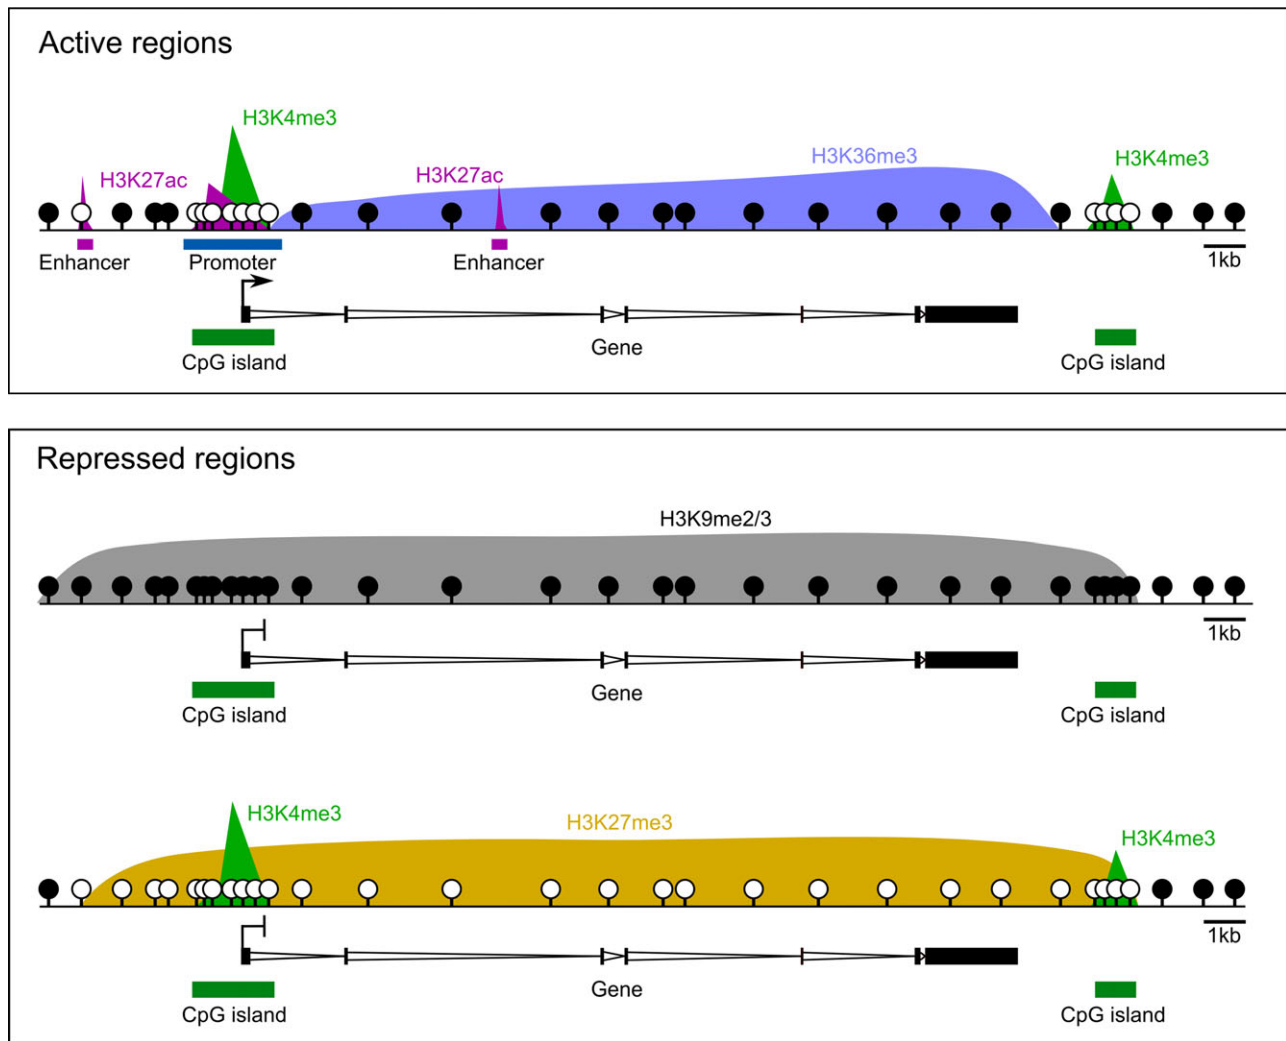 Active regions
H3K4me3
H3K27ac
H3K27ac
H3K36me3
H3K4me3
Enhancer
Promoter
Enhancer
1kb
CpG island
Gene
CpG island
Repressed regions
H3K9me2/3
1kb
CpG island
Gene
CpG island
H3K4me3
H3K27me3
H3K4me3
1kb
CpG island
Gene
CpG island